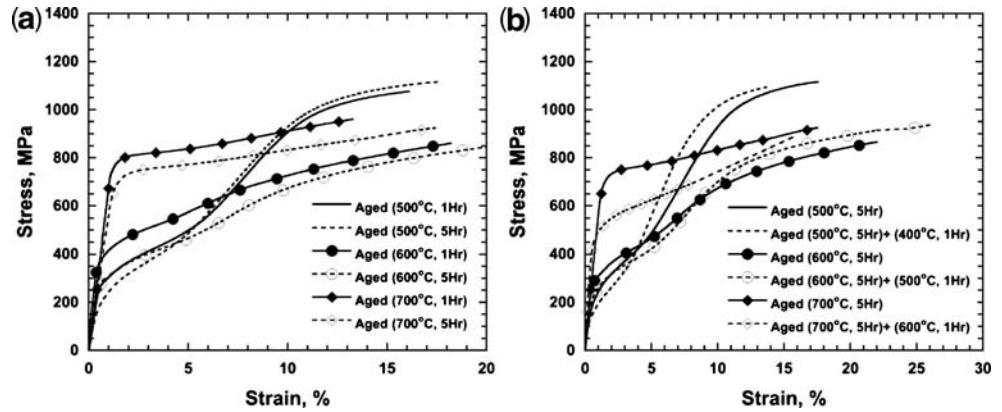 (a)
1400
1200
1000
800
600
400
200
0
0 5 10 15 20
Stress, MPa
Strain, %
Aged (500°C, 1Hr)
Aged (500°C, 5Hr)
Aged (600°C, 1Hr)
Aged (600°C, 5Hr)
Aged (700°C, 1Hr)
Aged (700°C, 5Hr)
(b)
1400
1200
1000
800
600
400
200
0
0 5 10 15 20 25 30
Stress, MPa
Strain, %
Aged (500°C, 5Hr)
Aged (500°C, 5Hr)+ (400°C, 1Hr)
Aged (600°C, 5Hr)
Aged (600°C, 5Hr)+ (500°C, 1Hr)
Aged (700°C, 5Hr)
Aged (700°C, 5Hr)+ (600°C, 1Hr)